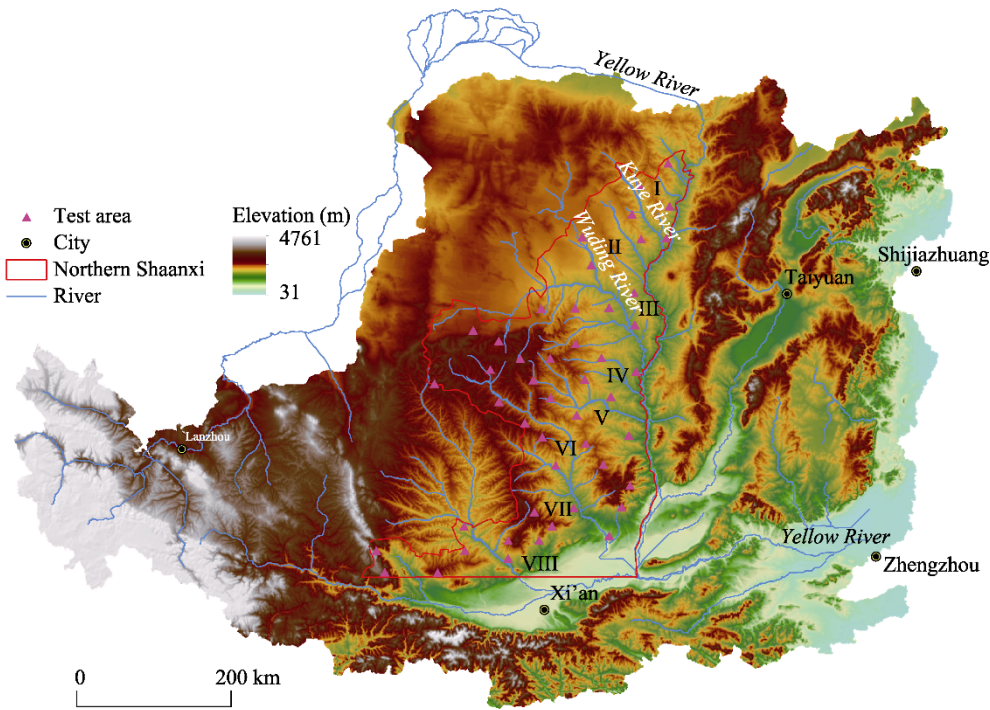 Yellow River
Kuye River
I
Wuding River
II
Test area
City
Northern Shaanxi
River
Elevation (m)
4761
31
Shijiazhuang
Taiyuan
III
IV
V
Lanzhou
VI
VII
VIII
Yellow River
Zhengzhou
Xi'an
0
200 km